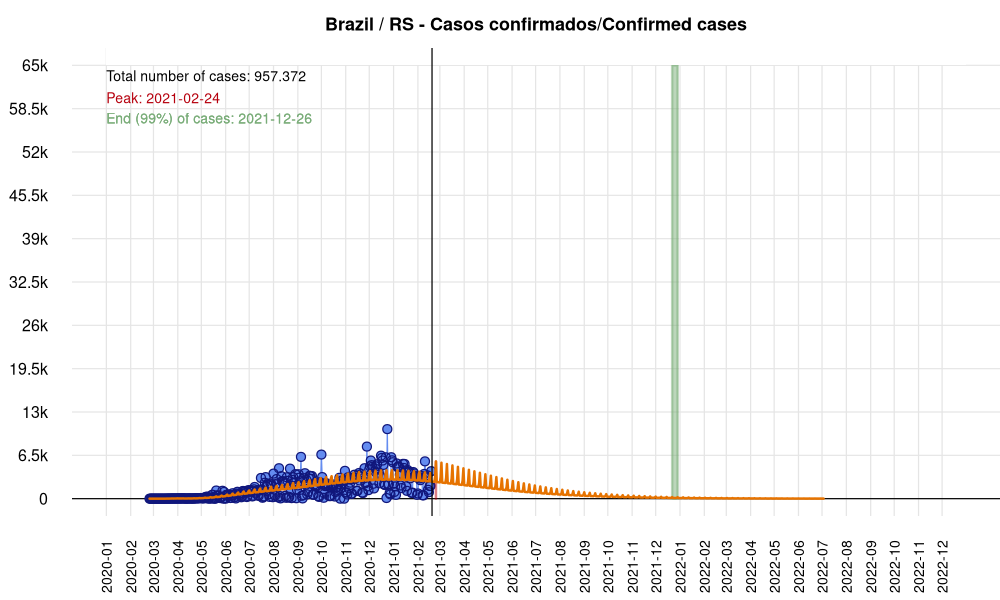 Brazil / RS - Casos confirmados/Confirmed cases
Total number of cases: 957.372
Peak: 2021-02-24
End (99%) of cases: 2021-12-26
65k
58.5k
52k
45.5k
39k
32.5k
26k
19.5k
13k
6.5k
0
2020-01
2020-02
2020-03
2020-04
2020-05
2020-06
2020-07
2020-08
2020-09
2020-10
2020-11
2020-12
2021-01
2021-02
2021-03
2021-04
2021-05
2021-06
2021-07
2021-08
2021-09
2021-10
2021-11
2021-12
2022-01
2022-02
2022-03
2022-04
2022-05
2022-06
2022-07
2022-08
2022-09
2022-10
2022-11
2022-12